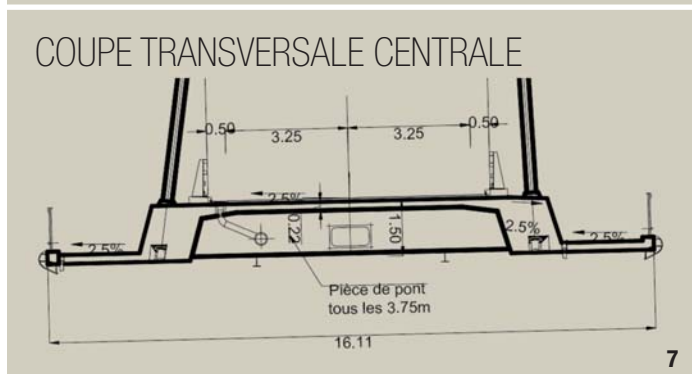 COUPE TRANSVERSALE CENTRALE
0.50 3.25 3.25 0.50
2.5%
2.5% 0.22 1.50 2.5% 2.5%
Pièce de pont
tous les 3.75m
16.11
7